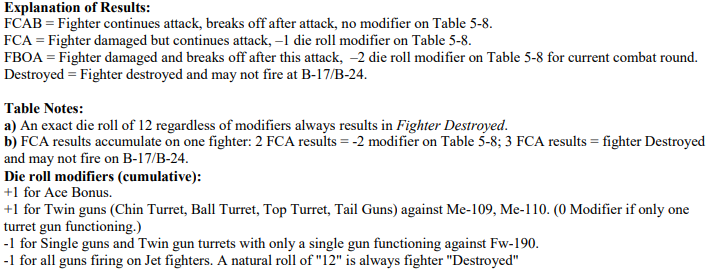 Explanation of Results:
FCAB = Fighter continues attack, breaks off after attack, no modifier on Table 5-8.
FCA = Fighter damaged but continues attack, –1 die roll modifier on Table 5-8.
FBOA = Fighter damaged and breaks off after this attack,  –2 die roll modifier on Table 5-8 for current combat round.
Destroyed = Fighter destroyed and may not fire at B-17/B-24.
Table Notes:
a) An exact die roll of 12 regardless of modifiers always results in Fighter Destroyed.
b) FCA results accumulate on one fighter: 2 FCA results = -2 modifier on Table 5-8; 3 FCA results = fighter Destroyed
and may not fire on B-17/B-24.
Die roll modifiers (cumulative):
+1 for Ace Bonus.
+1 for Twin guns (Chin Turret, Ball Turret, Top Turret, Tail Guns) against Me-109, Me-110. (0 Modifier if only one
turret gun functioning.)
-1 for Single guns and Twin gun turrets with only a single gun functioning against Fw-190.
-1 for all guns firing on Jet fighters. A natural roll of "12" is always fighter "Destroyed"